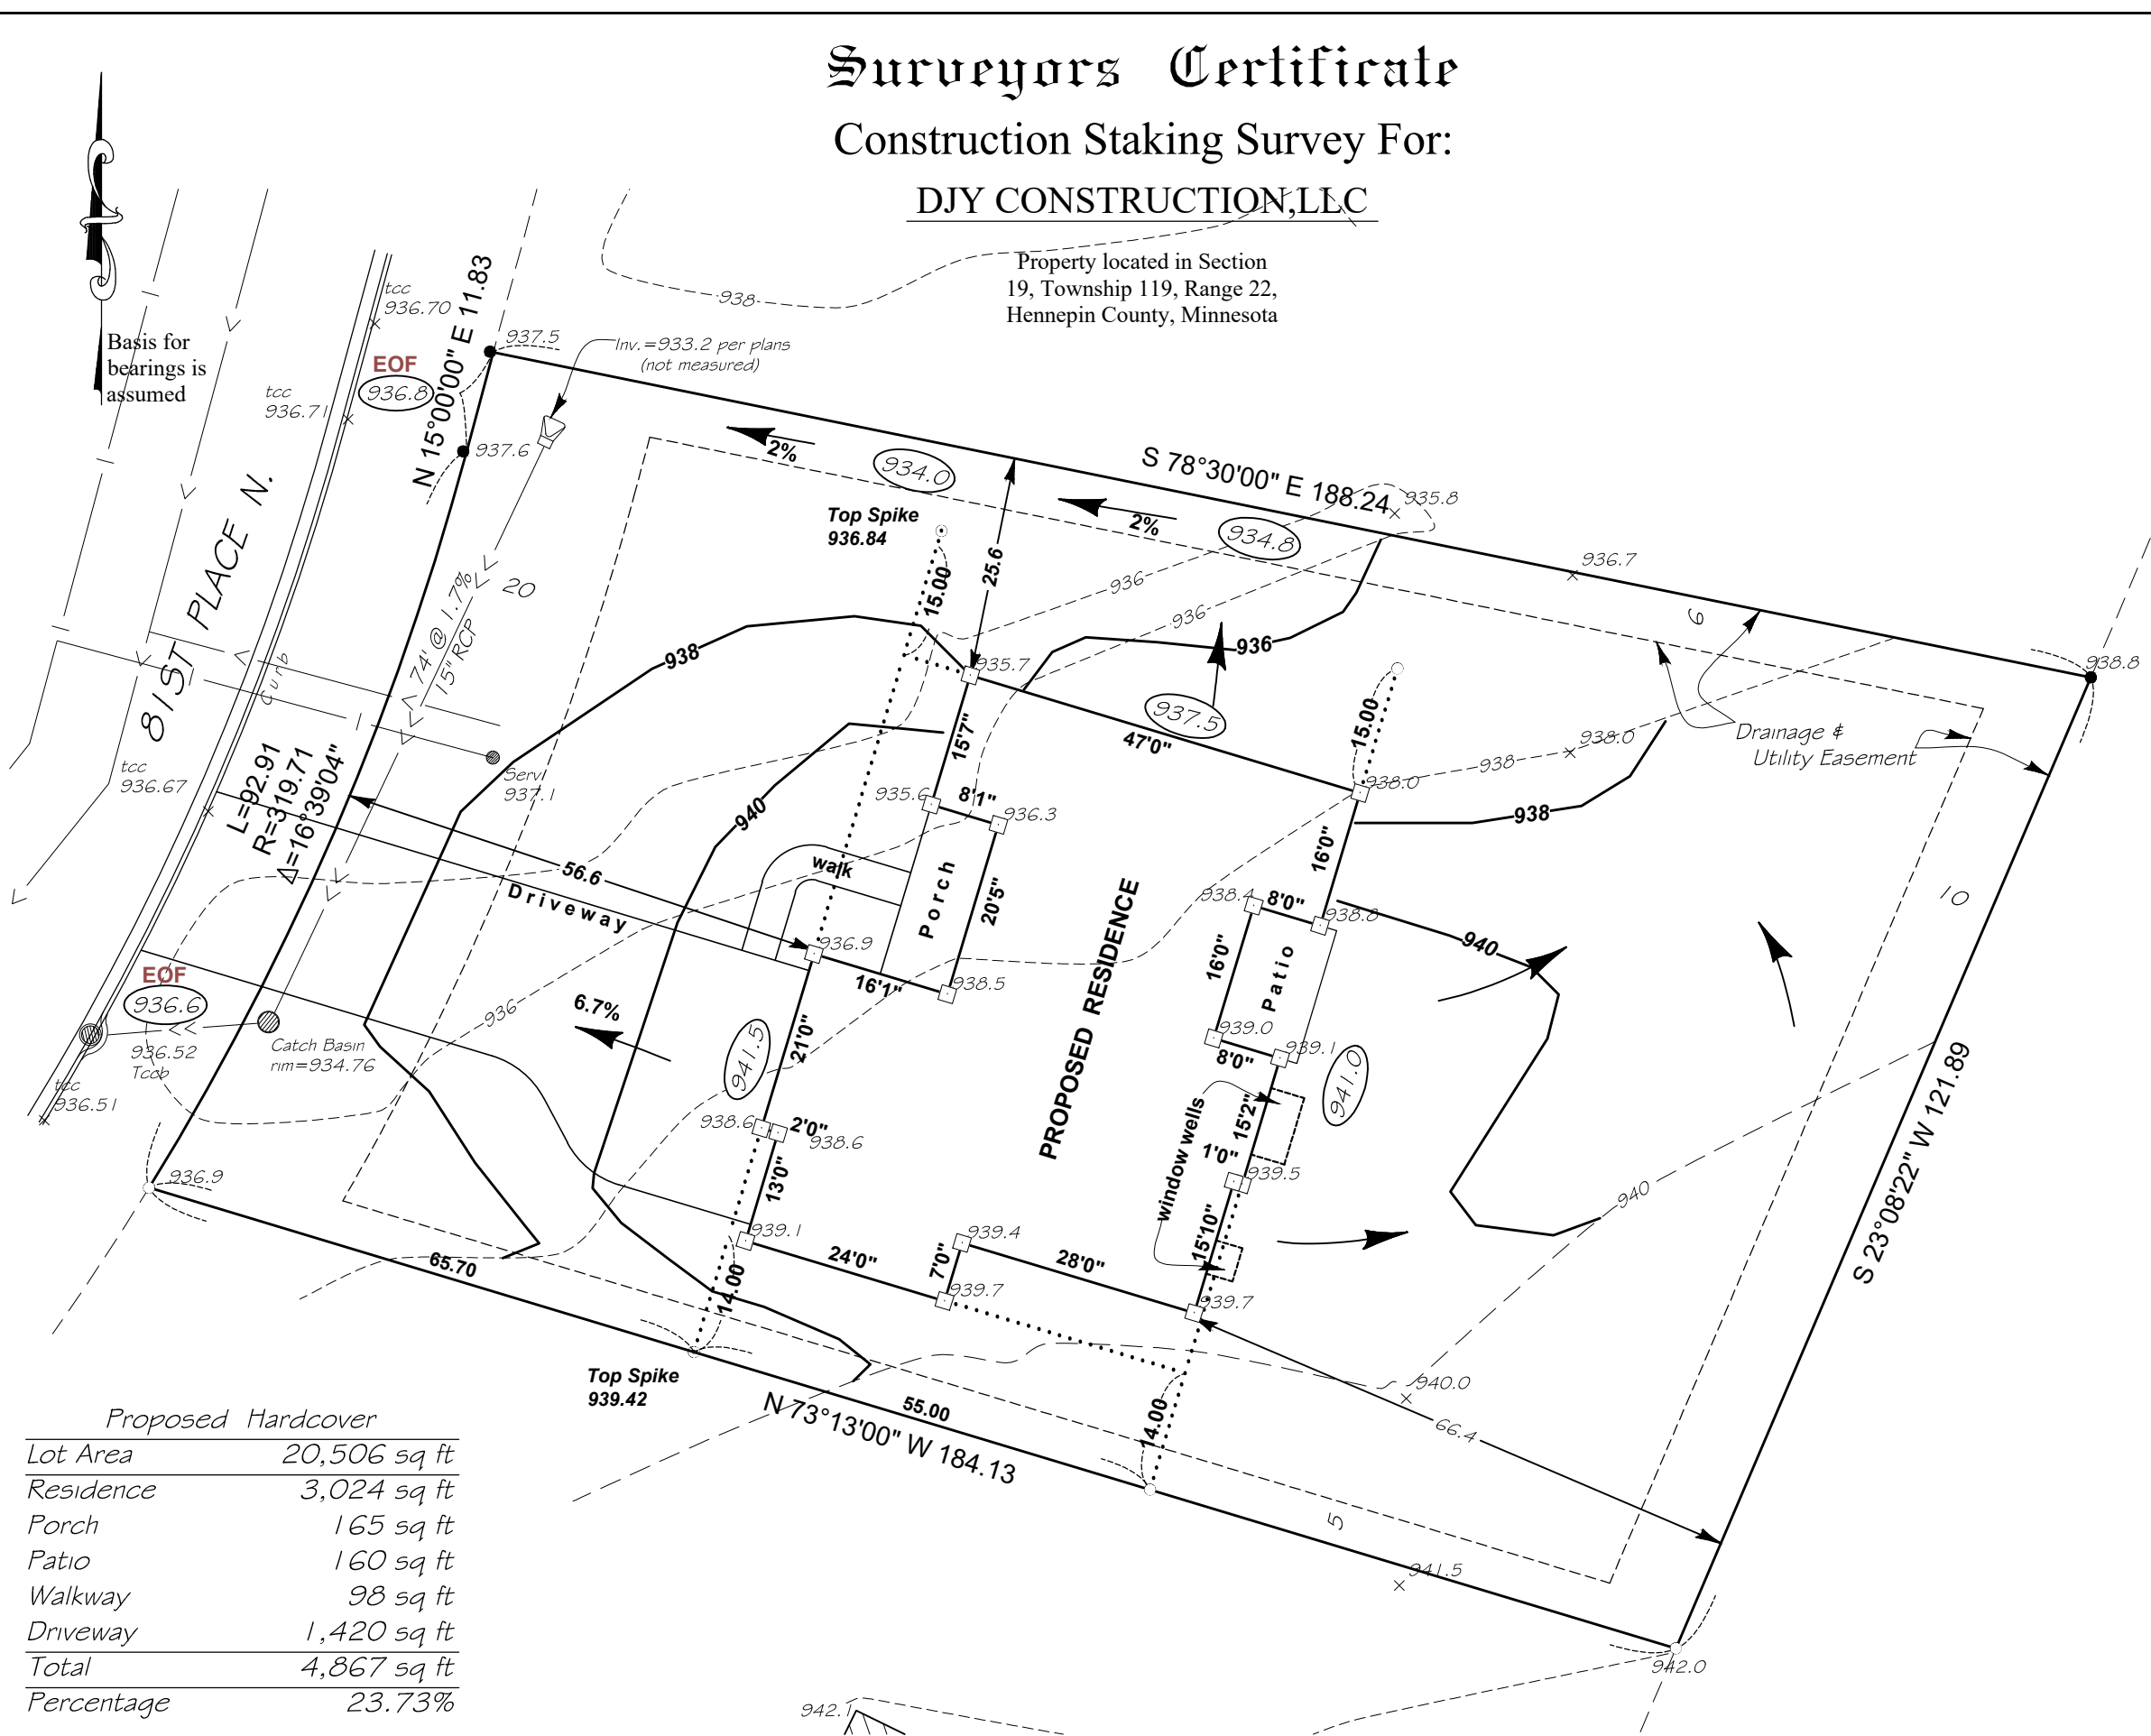 Surveyors Certificate
Construction Staking Survey For:
DJY CONSTRUCTION,LLC
Property located in Section
19, Township 119, Range 22,
Hennepin County, Minnesota
Basis for
bearings is
assumed
tcc
936.70
EOF
936.8
tcc
936.71
N 15°00'00" E 11.83
937.5
937.6
Inv.=933.2 per plans
(not measured)
938
2%
934.0
S 78°30'00" E 188.24
935.8
2%
934.8
936.7
Top Spike
936.84
15.00
25.6
936
936
936
6
938.8
81ST PLACE N.
Curb
20
74' @ 1.7%
15" RCP
938
935.7
937.5
47'0"
15.00
938.0
938
938.0
Drainage &
Utility Easement
tcc
936.67
L=92.91
R=319.71
Δ=16°39'04"
Serv.
937.1
940
15'7"
935.6
8'1"
936.3
938
16'0"
56.6
Driveway
walk
Porch
20'5"
PROPOSED RESIDENCE
938.4
8'0"
938.8
10
940
936.9
16'1"
938.5
16'0"
Patio
EOF
936.6
936.52
Tccb
tcc
936.51
Catch Basin
rim=934.76
936
6.7%
941.5
21'0"
939.0
8'0"
939.1
941.0
S 23°08'22" W 121.89
window wells
15'2"
938.6
2'0"
938.6
13'0"
1'0"
939.5
940
936.9
939.1
24'0"
7'0"
939.4
28'0"
15'10"
939.7
939.7
65.70
14.00
Top Spike
939.42
N 73°13'00" W 184.13
55.00
14.00
940.0
66.4
5
941.5
942.0
942.1
Proposed Hardcover
Lot Area 20,506 sq ft
Residence 3,024 sq ft
Porch 165 sq ft
Patio 160 sq ft
Walkway 98 sq ft
Driveway 1,420 sq ft
Total 4,867 sq ft
Percentage 23.73%